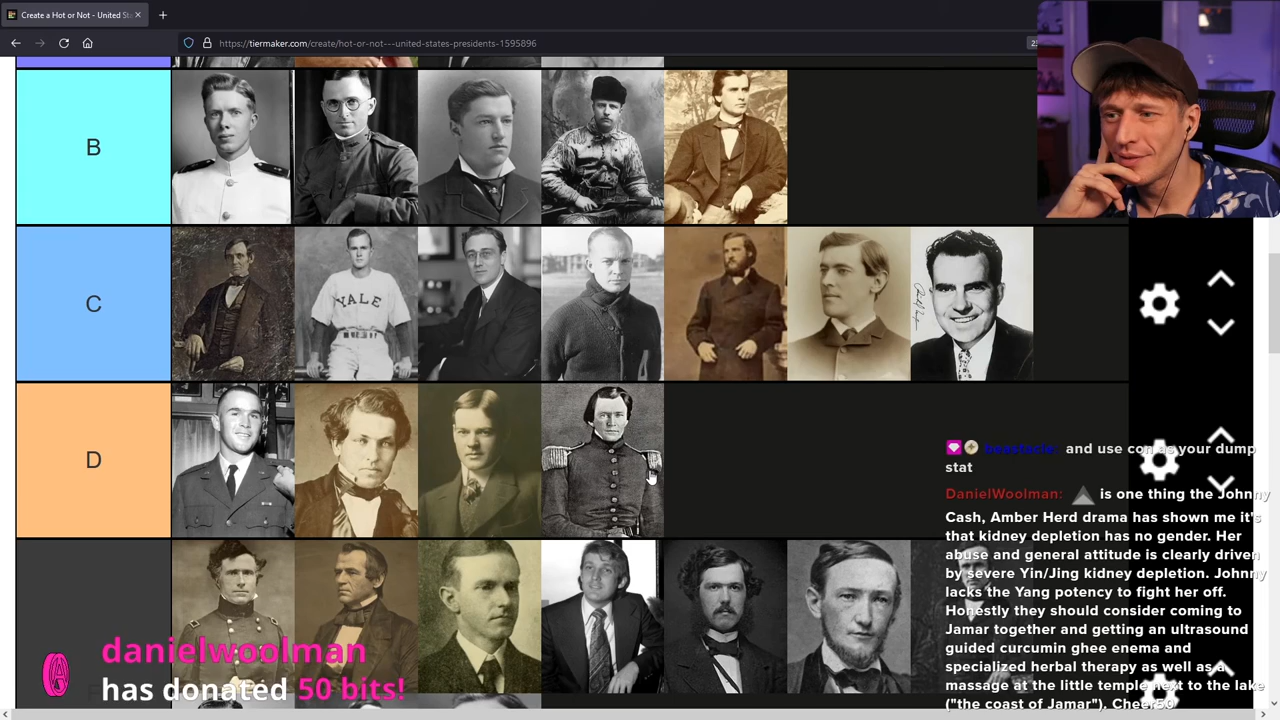 Create a Hot or Not - United St
https://tiermaker.com/create/hot-or-not---united-states-presidents-1595896
B
C
YALE
D
and use con as your dump
stat
DanielWoolman: is one thing the Johnny
Cash, Amber Herd drama has shown me it's
that kidney depletion has no gender. Her
abuse and general attitude is clearly driven
by severe Yin/Jing kidney depletion. Johnny
lacks the Yang potency to fight her off.
Honestly they should consider coming to
Jamar together and getting an ultrasound
guided curcumin ghee enema and
specialized herbal therapy as well as a
massage at the little temple next to the lake
("the coast of Jamar"). Cheer50
danielwoolman
has donated 50 bits!